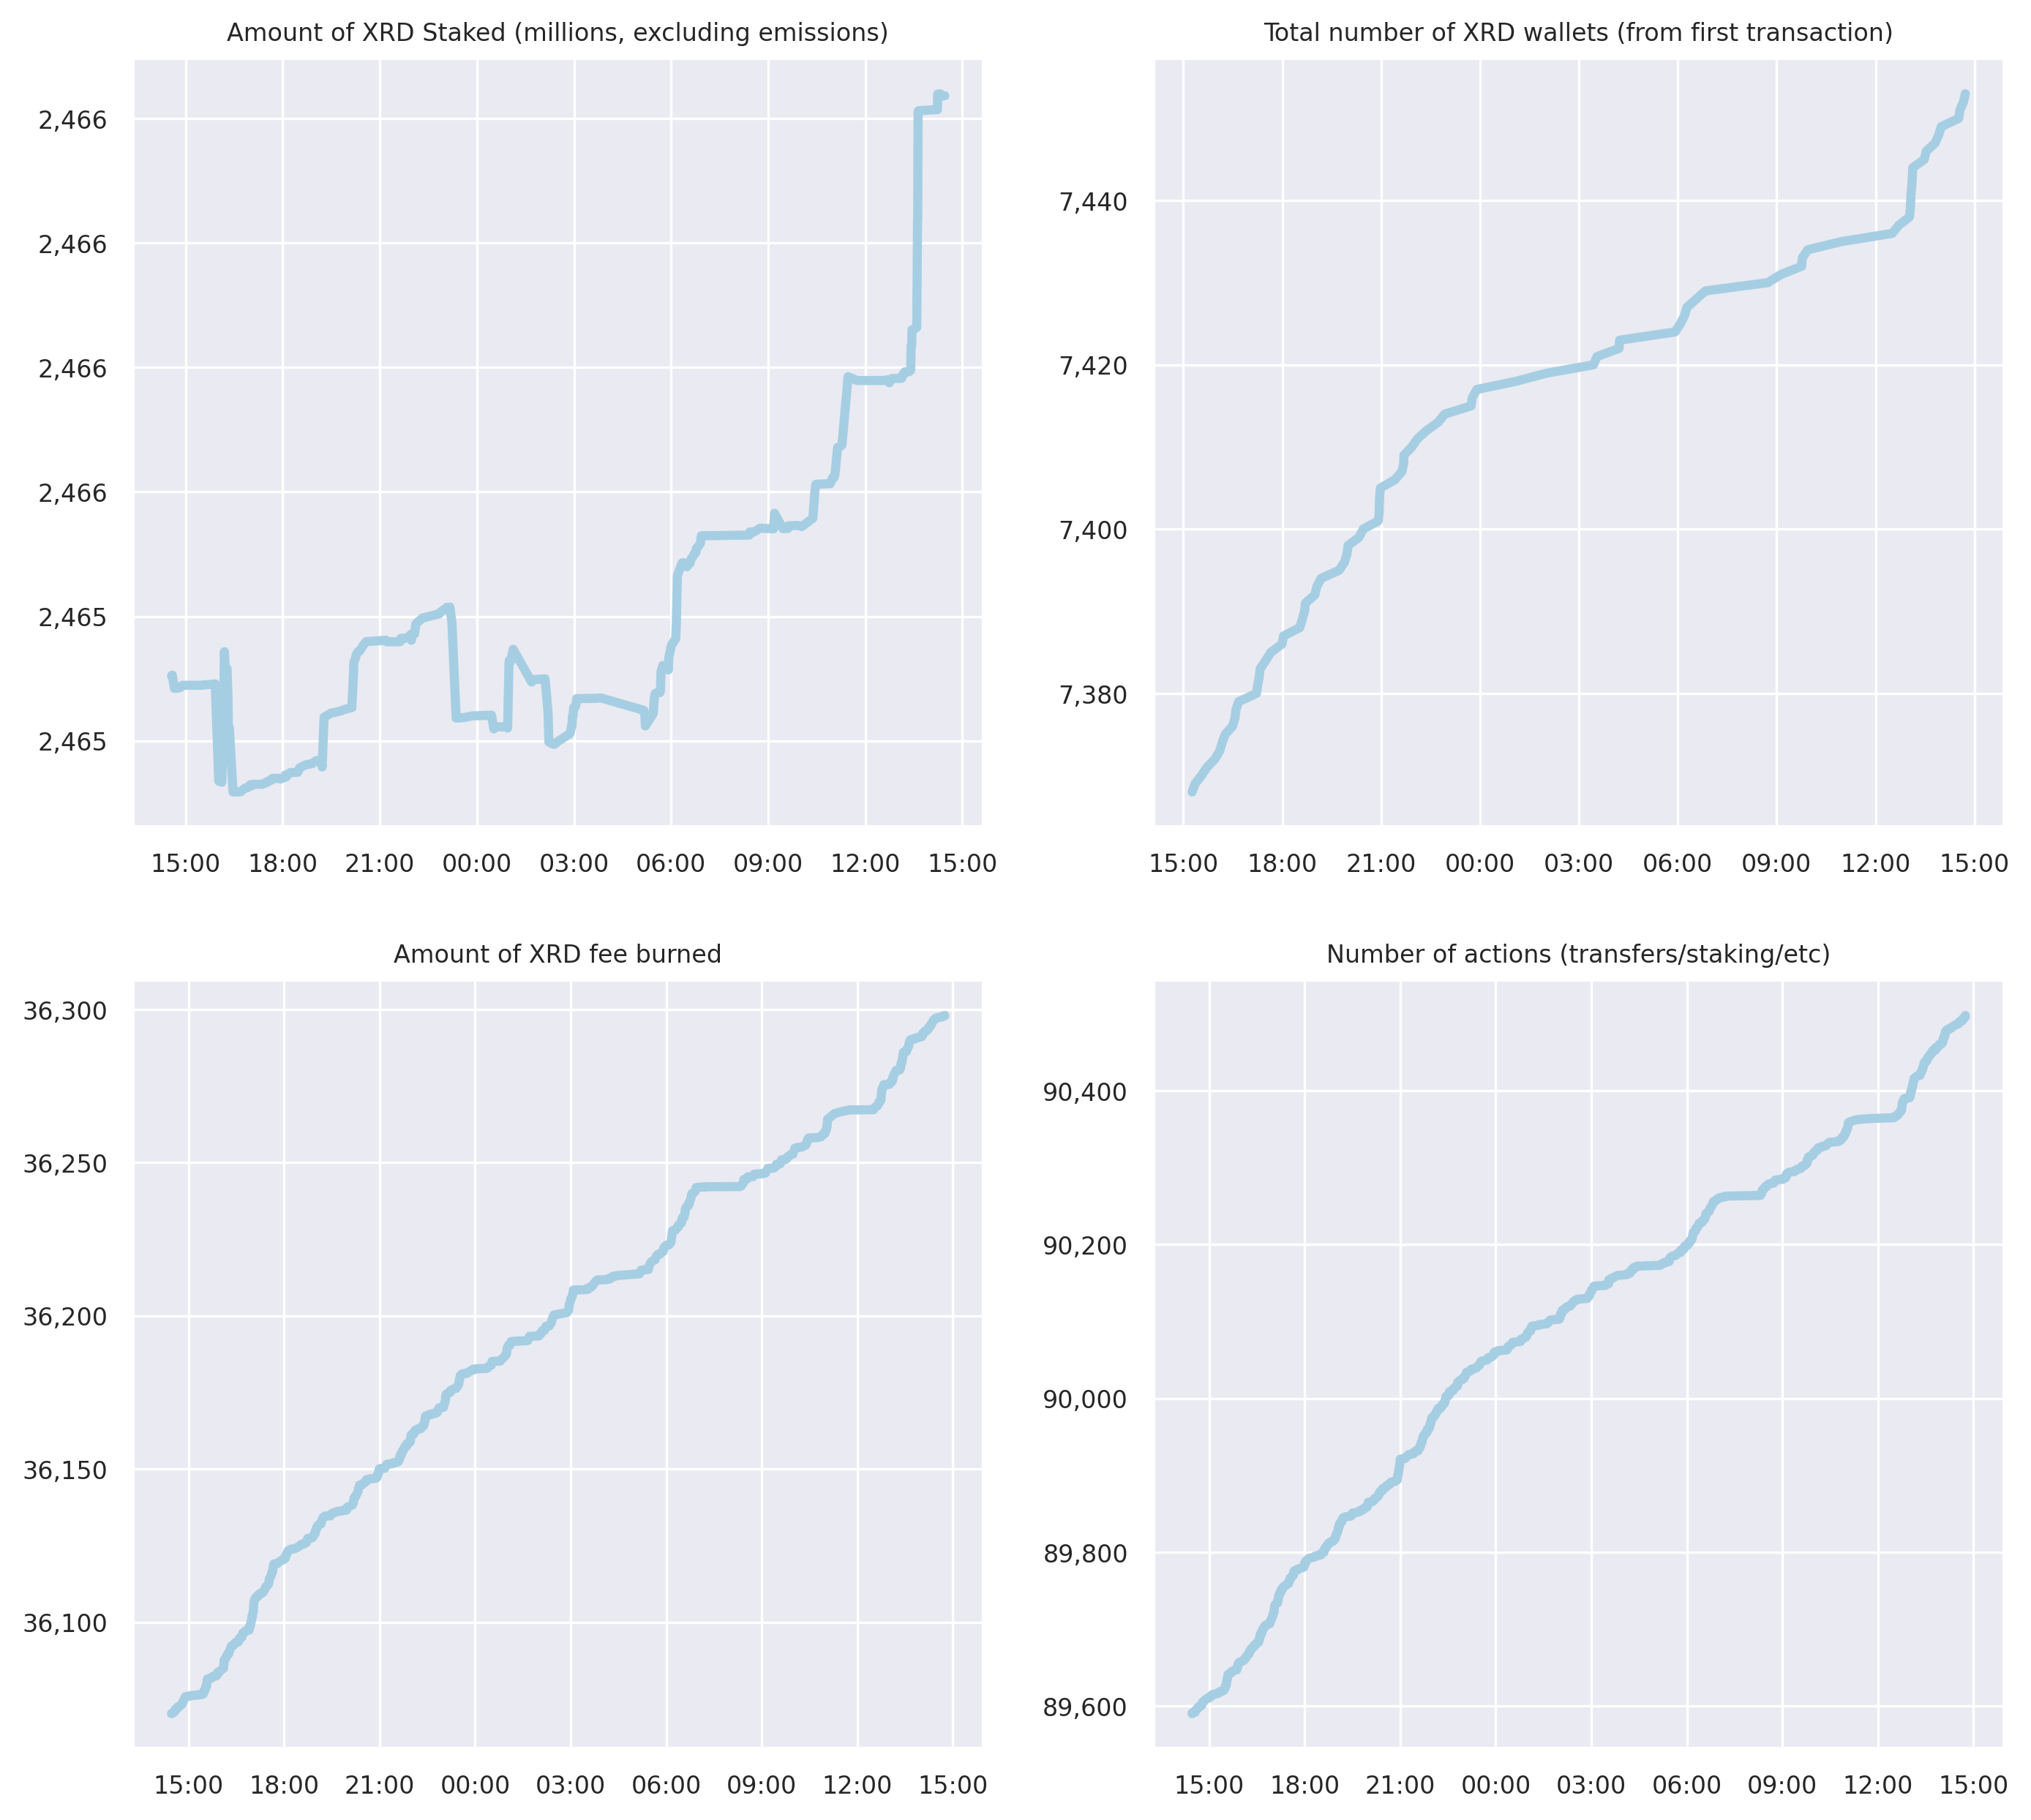 Amount of XRD Staked (millions, excluding emissions)
2,466
2,466
2,466
2,466
2,465
2,465
15:00 18:00 21:00 00:00 03:00 06:00 09:00 12:00 15:00
Total number of XRD wallets (from first transaction)
7,440
7,420
7,400
7,380
15:00 18:00 21:00 00:00 03:00 06:00 09:00 12:00 15:00
Amount of XRD fee burned
36,300
36,250
36,200
36,150
36,100
15:00 18:00 21:00 00:00 03:00 06:00 09:00 12:00 15:00
Number of actions (transfers/staking/etc)
90,400
90,200
90,000
89,800
89,600
15:00 18:00 21:00 00:00 03:00 06:00 09:00 12:00 15:00